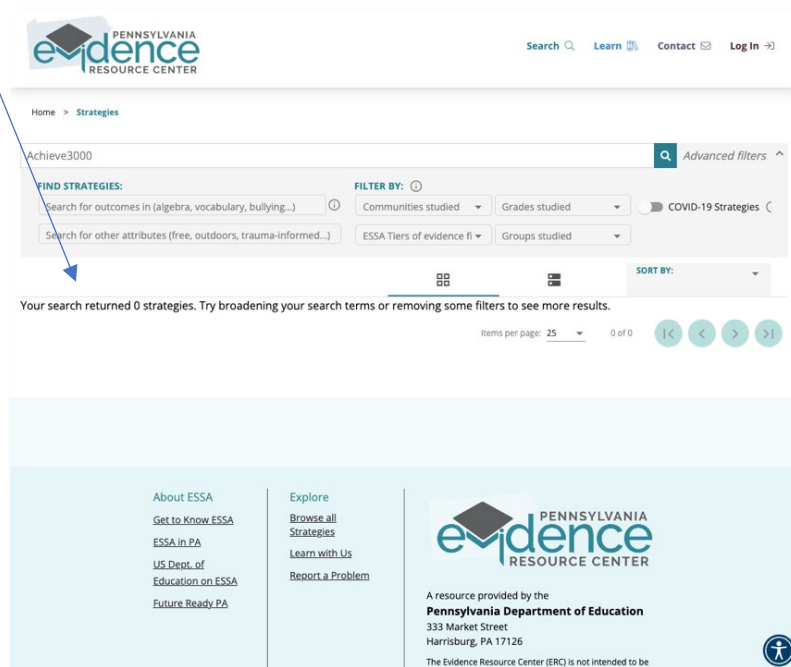 PENNSYLVANIA
evidence
RESOURCE CENTER
Search Learn Contact Log In
Home > Strategies
Achieve3000
Advanced filters
FIND STRATEGIES:
FILTER BY:
Search for outcomes in (algebra, vocabulary, bullying...)
Communities studied
Grades studied
COVID-19 Strategies
Search for other attributes (free, outdoors, trauma-informed...)
ESSA Tiers of evidence fi
Groups studied
SORT BY:
Your search returned 0 strategies. Try broadening your search terms or removing some filters to see more results.
Items per page: 25 0 of 0
About ESSA
Get to Know ESSA
ESSA in PA
US Dept. of
Education on ESSA
Future Ready PA
Explore
Browse all
Strategies
Learn with Us
Report a Problem
PENNSYLVANIA
evidence
RESOURCE CENTER
A resource provided by the
Pennsylvania Department of Education
333 Market Street
Harrisburg, PA 17126
The Evidence Resource Center (ERC) is not intended to be